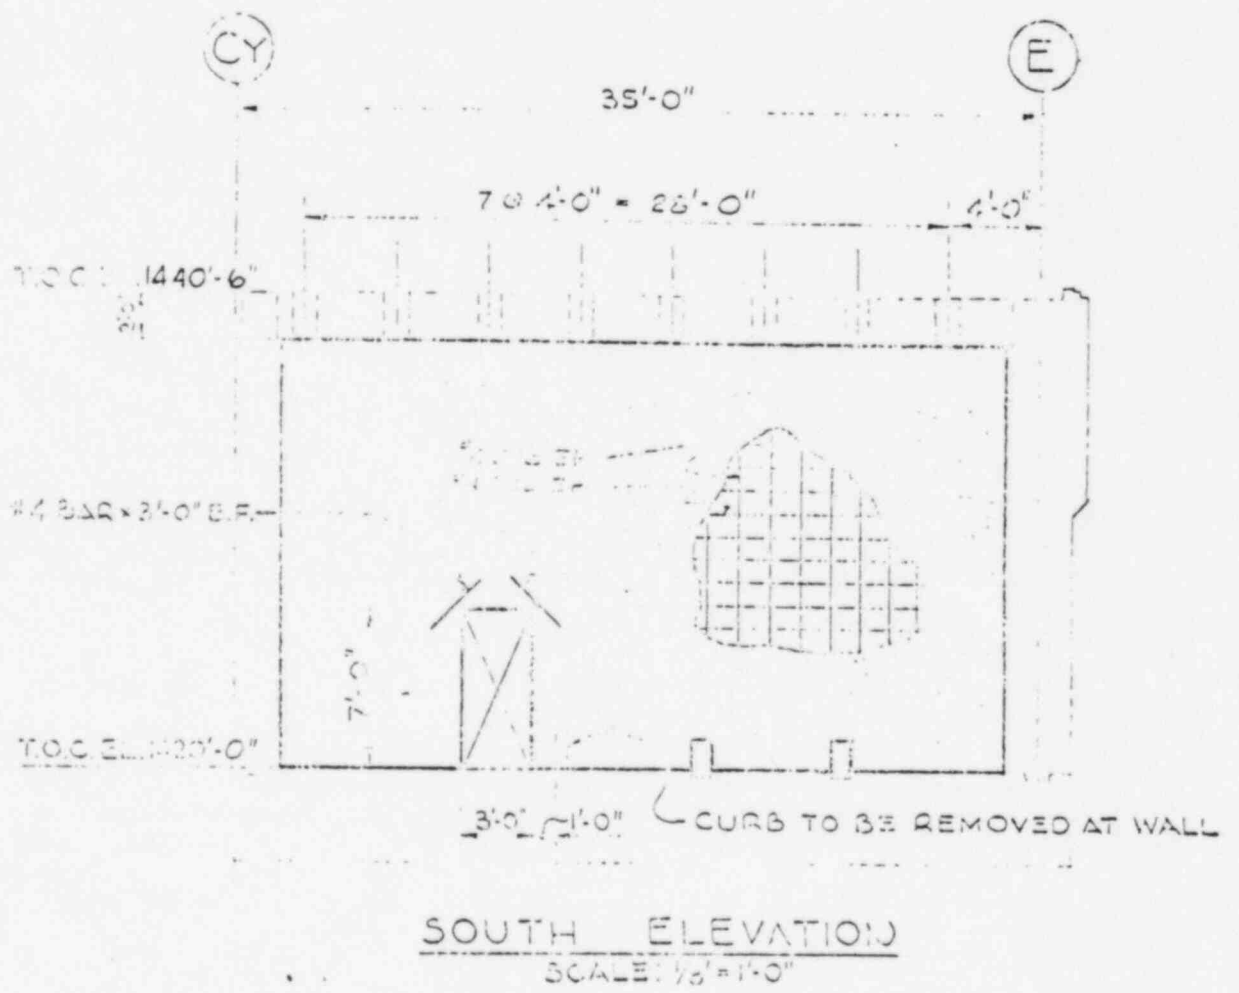 CY
E
35'-0"
7 @ 4'-0" = 28'-0"
4'-0"
T.O.C. 1440'-6"
#4 BAR x 3'-0" E.F.
7'-0"
T.O.C. EL.
3'-0"
1'-0"
CURB TO BE REMOVED AT WALL
SOUTH ELEVATION
SCALE: 1/8" = 1'-0"